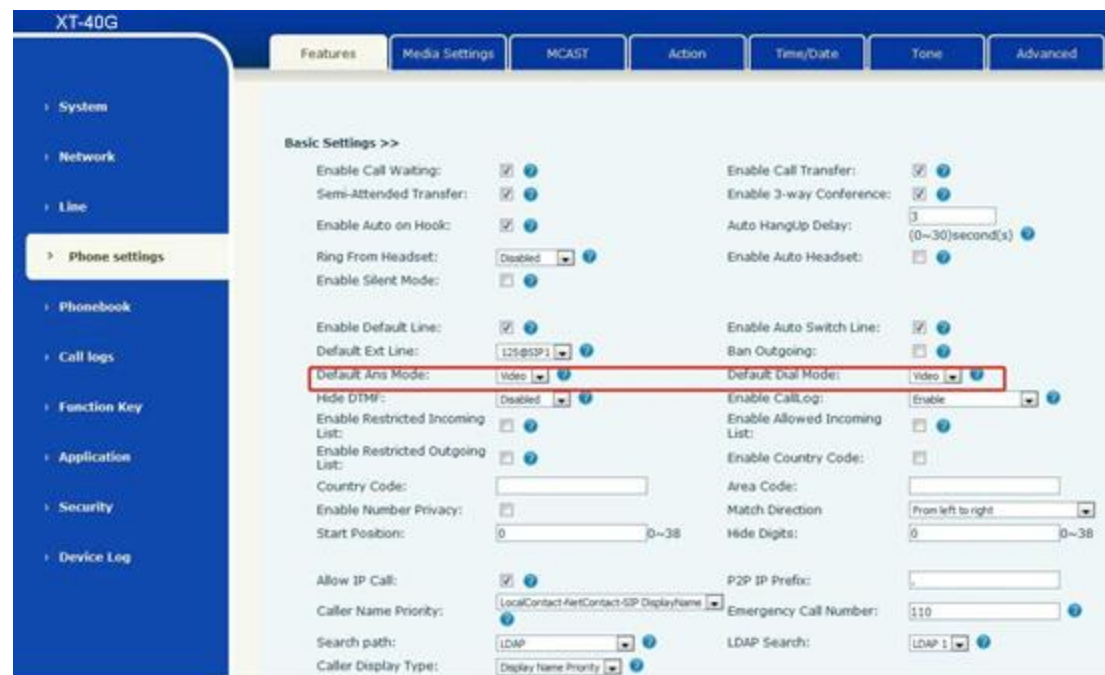 XT-40G
Features Media Settings MCAST Action Time/Date Tone Advanced
System
Network
Line
Phone settings
Phonebook
Call logs
Function Key
Application
Security
Device Log
Basic Settings >>
Enable Call Waiting: Enable Call Transfer:
Semi-Attended Transfer: Enable 3-way Conference:
Enable Auto on Hook: Auto HangUp Delay: 3
(0~30)second(s)
Ring From Headset: Disabled Enable Auto Headset:
Enable Silent Mode:
Enable Default Line: Enable Auto Switch Line:
Default Ext Line: 125@SIP1 Ban Outgoing:
Default Ans Mode: Video Default Dial Mode: Video
Hide DTMF: Disabled Enable CallLog: Enable
Enable Restricted Incoming
List:
Enable Allowed Incoming
List:
Enable Restricted Outgoing
List:
Enable Country Code:
Country Code: Area Code:
Enable Number Privacy: Match Direction From left to right
Start Position: 0 0~38 Hide Digits: 0 0~38
Allow IP Call: P2P IP Prefix: .
Caller Name Priority: LocalContact-NetContact-SIP DisplayName Emergency Call Number: 110
Search path: LDAP LDAP Search: LDAP 1
Caller Display Type: Display Name Priority